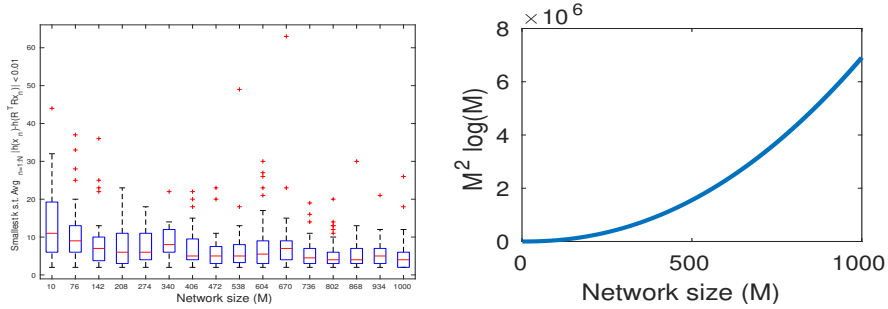 Smallest k s.t. Avg n=1:N |h(x_n)-h(R^T Rx_n)| < 0.01
60
50
40
30
20
10
0
10 76 142 208 274 340 406 472 538 604 670 736 802 868 934 1000
Network size (M)
× 10^6
M^2 log(M)
8
6
4
2
0
0 500 1000
Network size (M)